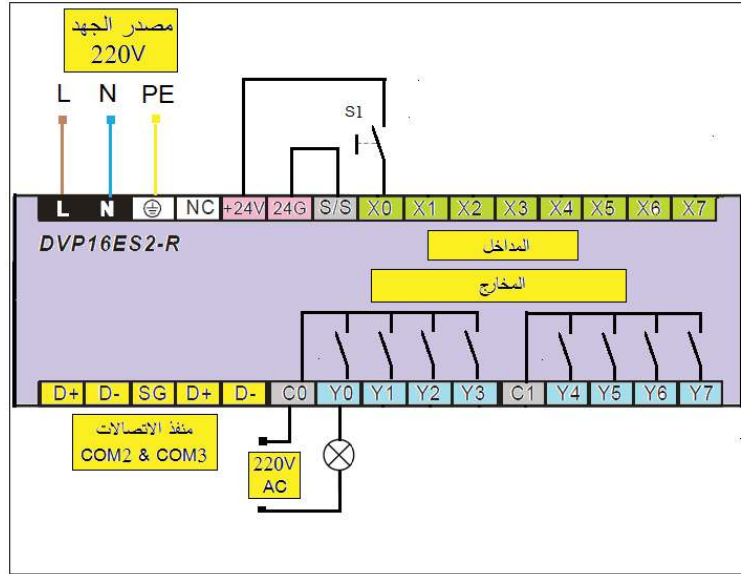 مصدر الجهد
220V
L N PE
S1
L N NC +24V 24G S/S X0 X1 X2 X3 X4 X5 X6 X7
DVP16ES2-R
المداخل
المخارج
D+ D- SG D+ D- C0 Y0 Y1 Y2 Y3 C1 Y4 Y5 Y6 Y7
منفذ الاتصالات
COM2 & COM3
220V
AC